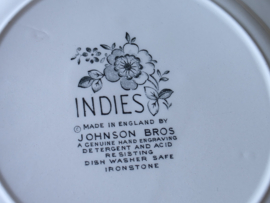 INDIES
© MADE IN ENGLAND BY
JOHNSON BROS
A GENUINE HAND ENGRAVING
DETERGENT AND ACID
RESISTING
DISH WASHER SAFE
IRONSTONE